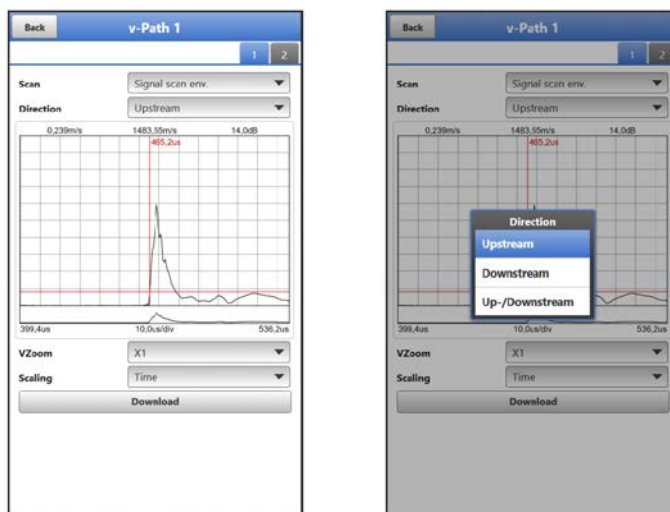 Back v-Path 1
1 2
Scan Signal scan env.
Direction Upstream
0,239m/s 1483,55m/s 14,0dB
465,2us
399,4us 10,0us/div 536,2us
VZoom X1
Scaling Time
Download
Back v-Path 1
1 2
Scan Signal scan env.
Direction Upstream
0,239m/s 1483,55m/s 14,0dB
465,2us
Direction
Upstream
Downstream
Up-/Downstream
399,4us 10,0us/div 536,2us
VZoom X1
Scaling Time
Download